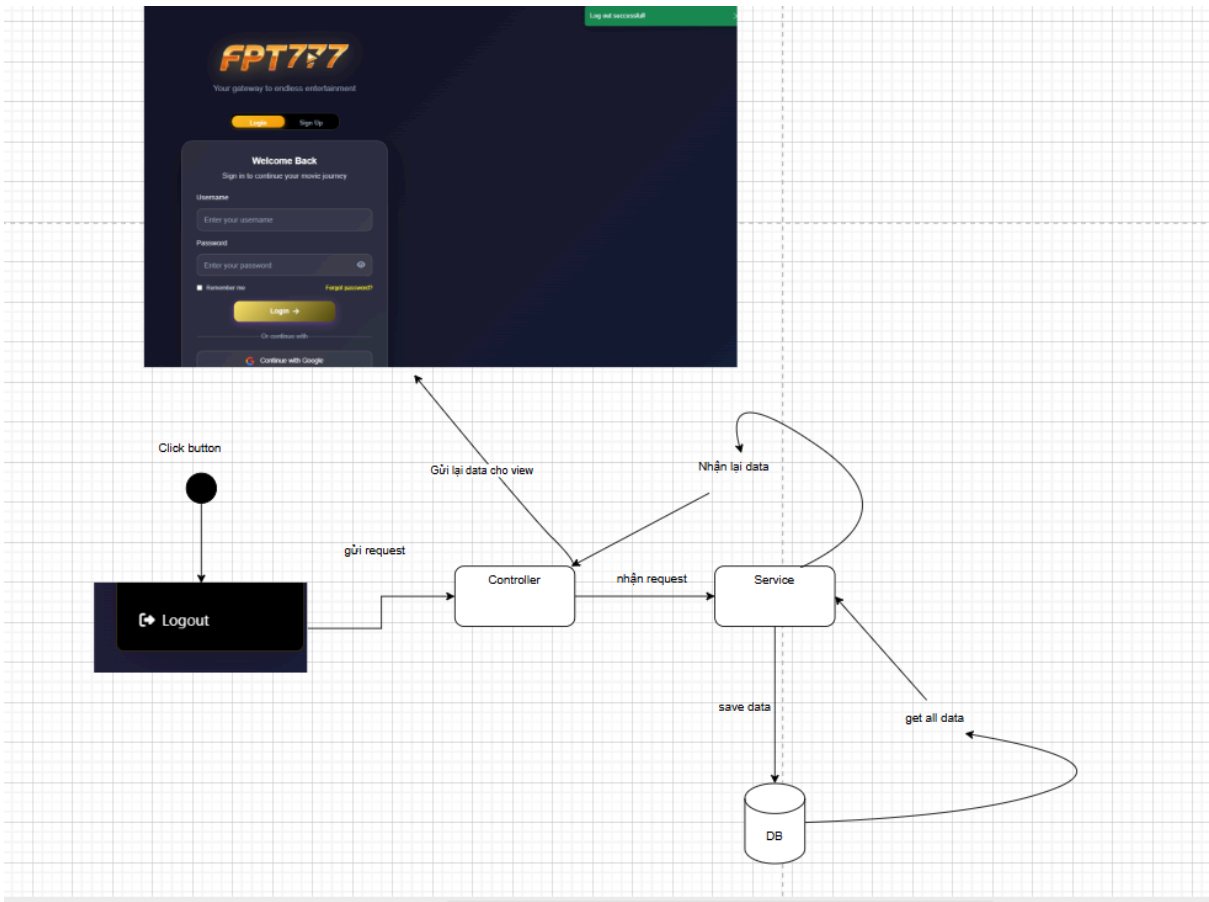 Log out successful!
FPT777
Your gateway to endless entertainment
Login
Sign Up
Welcome Back
Sign in to continue your movie journey
Username
Enter your username
Password
Enter your password
Remember me
Forgot password?
Login →
Or continue with
Continue with Google
Click button
Gửi lại data cho view
Nhận lại data
gửi request
Controller
nhận request
Service
Logout
save data
get all data
DB